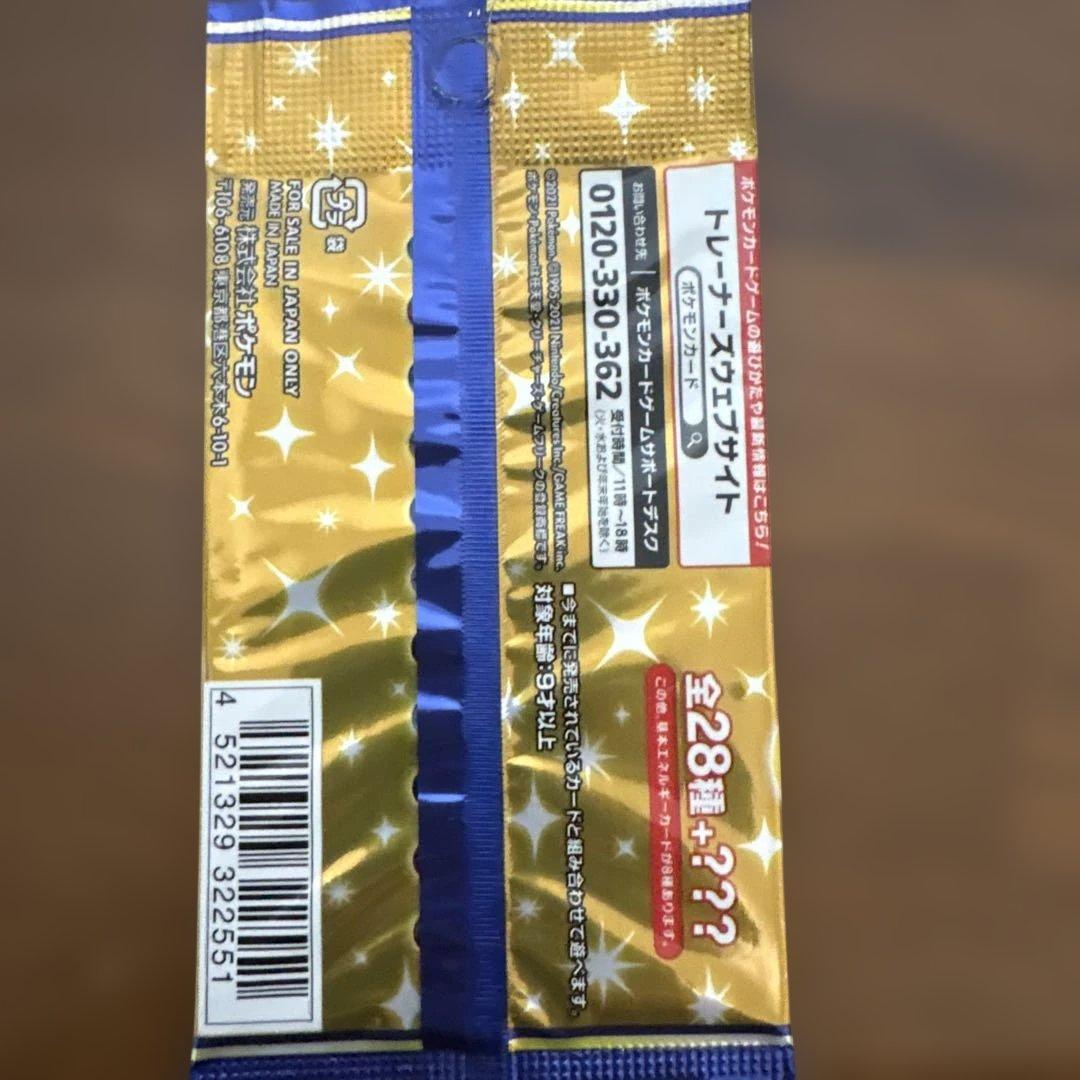 ポケモンカードゲームの遊びかたや最新情報はこちら!
トレーナーズウェブサイト
ポケモンカード
お問い合わせ先
ポケモンカードゲームサポートデスク
0120-330-362
受付時間/11時~18時
(火・水および年末年始を除く)
©2021 Pokémon. ©1995-2021 Nintendo/Creatures Inc./GAME FREAK inc.
ポケモン・Pokémonは任天堂・クリーチャーズ・ゲームフリークの登録商標です。
全28種+???
この他、基本エネルギーカードが8種あります。
■今までに発売されているカードと組み合わせて遊べます。
対象年齢:9才以上
プラ
袋
FOR SALE IN JAPAN ONLY
MADE IN JAPAN
発売元 株式会社ポケモン
〒106-6108 東京都港区六本木6-10-1
4 521329 322551